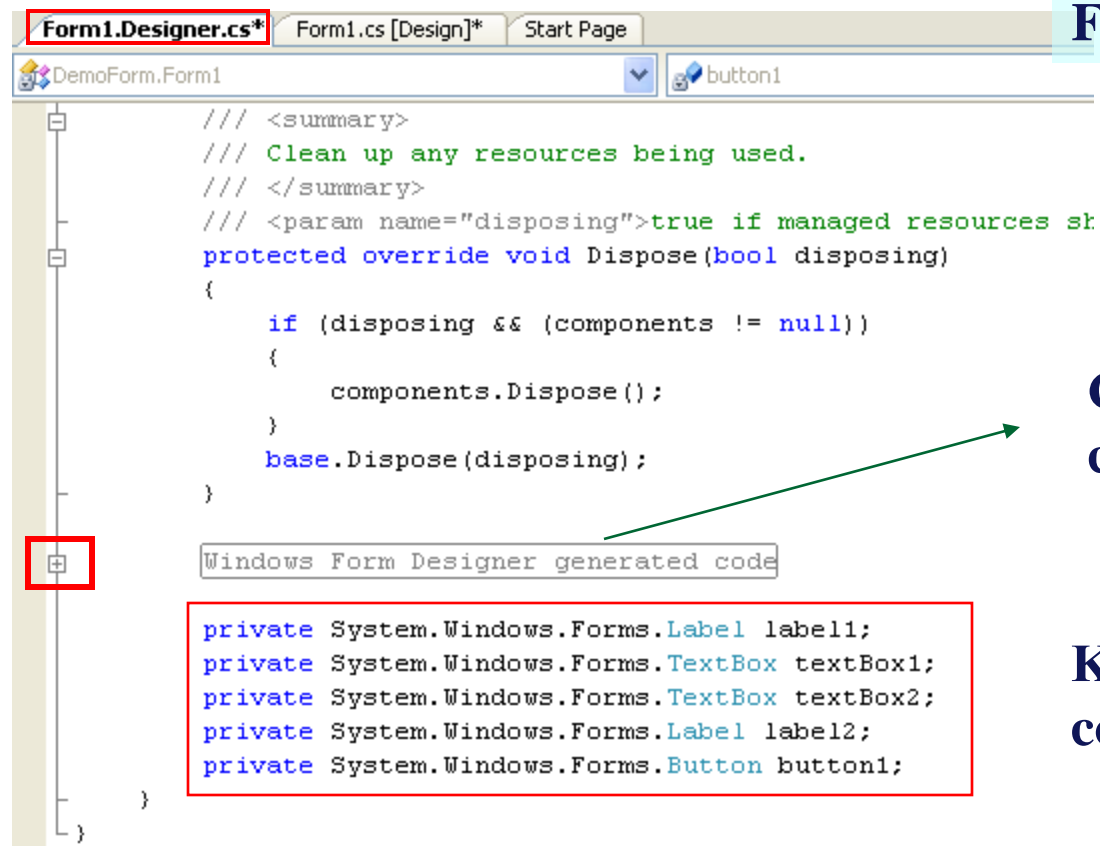 Form1.Designer.cs* Form1.cs [Design]* Start Page
DemoForm.Form1 button1
/// <summary>
/// Clean up any resources being used.
/// </summary>
/// <param name="disposing">true if managed resources sh
protected override void Dispose(bool disposing)
{
if (disposing && (components != null))
{
components.Dispose();
}
base.Dispose(disposing);
}
Windows Form Designer generated code
private System.Windows.Forms.Label label1;
private System.Windows.Forms.TextBox textBox1;
private System.Windows.Forms.TextBox textBox2;
private System.Windows.Forms.Label label2;
private System.Windows.Forms.Button button1;
}
}